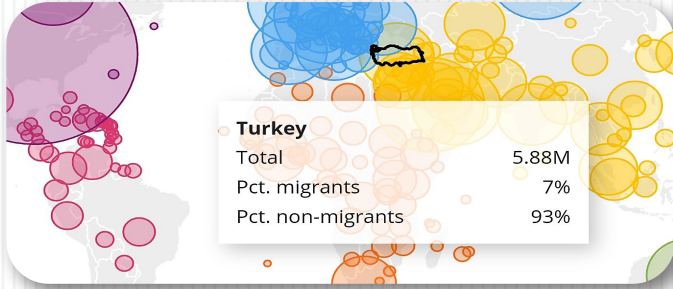 Turkey
Total 5.88M
Pct. migrants 7%
Pct. non-migrants 93%